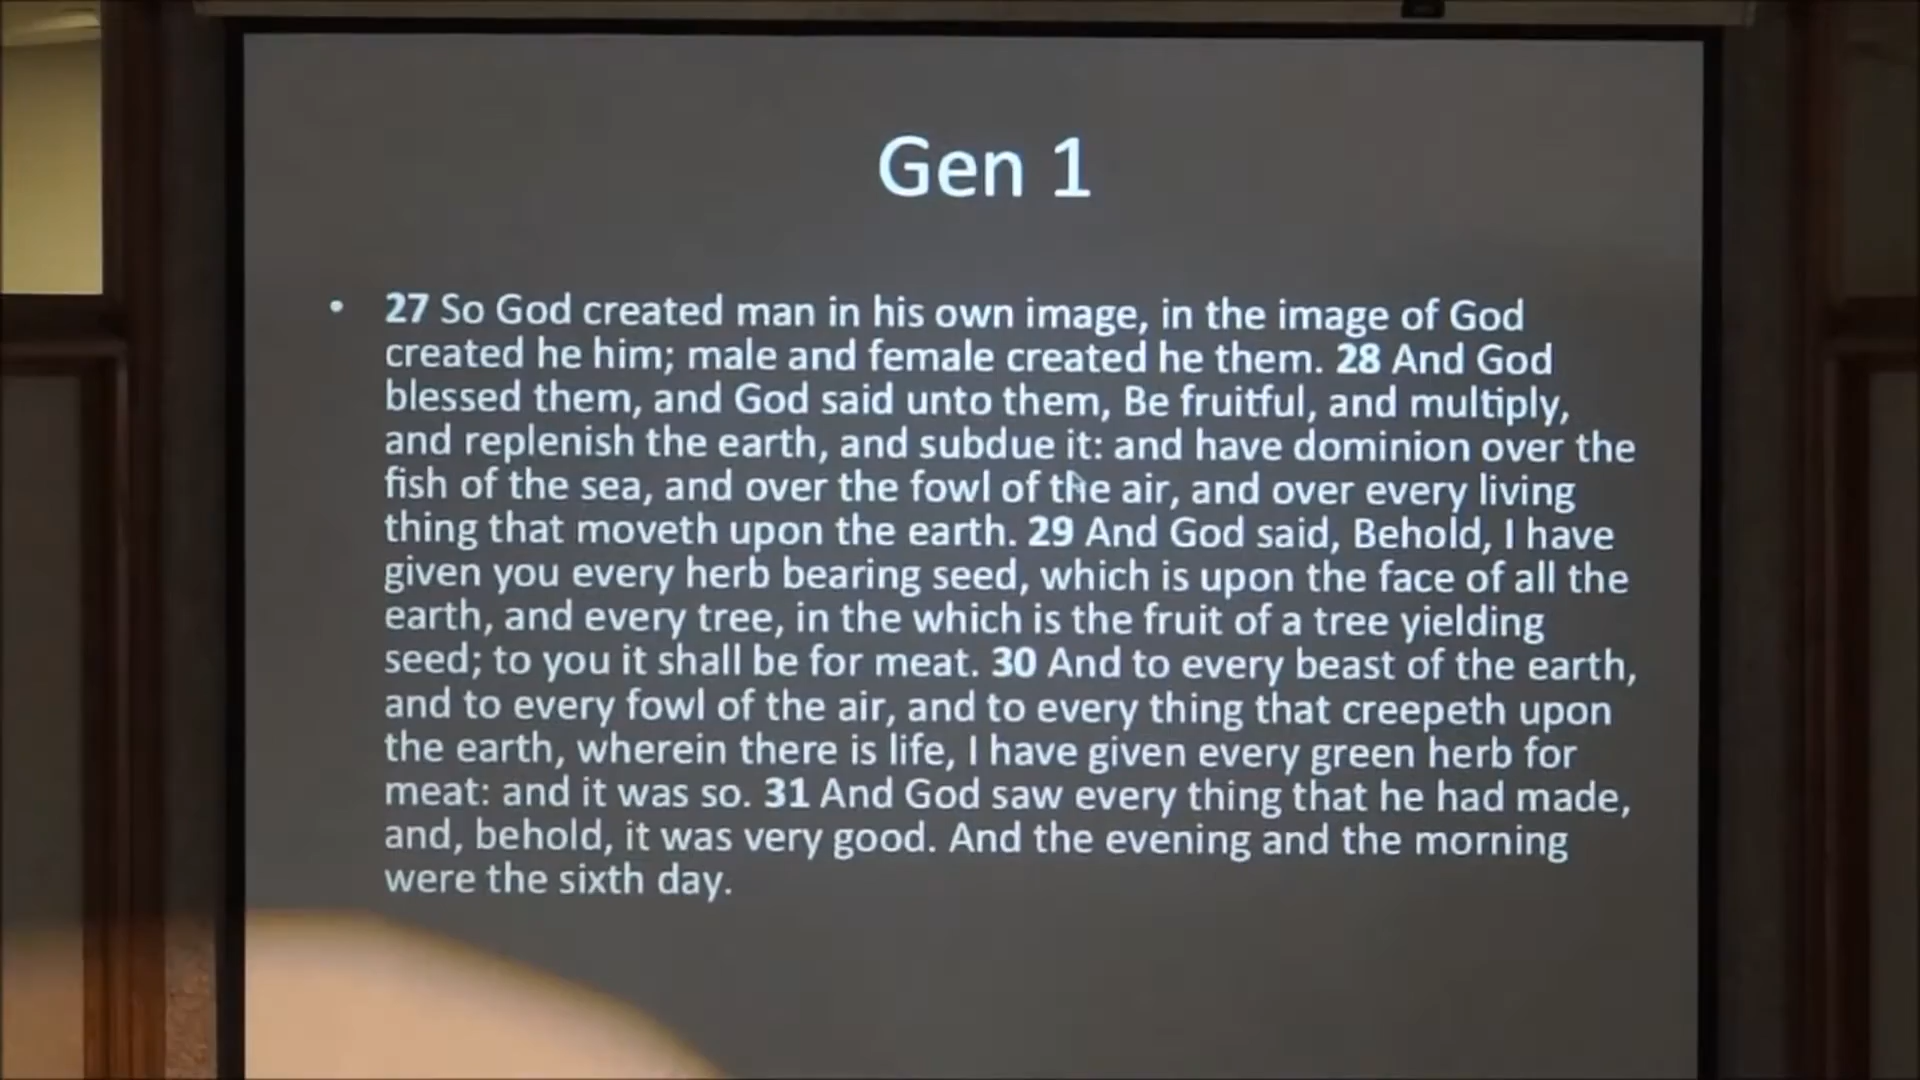 Gen 1
• 27 So God created man in his own image, in the image of God
created he him; male and female created he them. 28 And God
blessed them, and God said unto them, Be fruitful, and multiply,
and replenish the earth, and subdue it: and have dominion over the
fish of the sea, and over the fowl of the air, and over every living
thing that moveth upon the earth. 29 And God said, Behold, I have
given you every herb bearing seed, which is upon the face of all the
earth, and every tree, in the which is the fruit of a tree yielding
seed; to you it shall be for meat. 30 And to every beast of the earth,
and to every fowl of the air, and to every thing that creepeth upon
the earth, wherein there is life, I have given every green herb for
meat: and it was so. 31 And God saw every thing that he had made,
and, behold, it was very good. And the evening and the morning
were the sixth day.